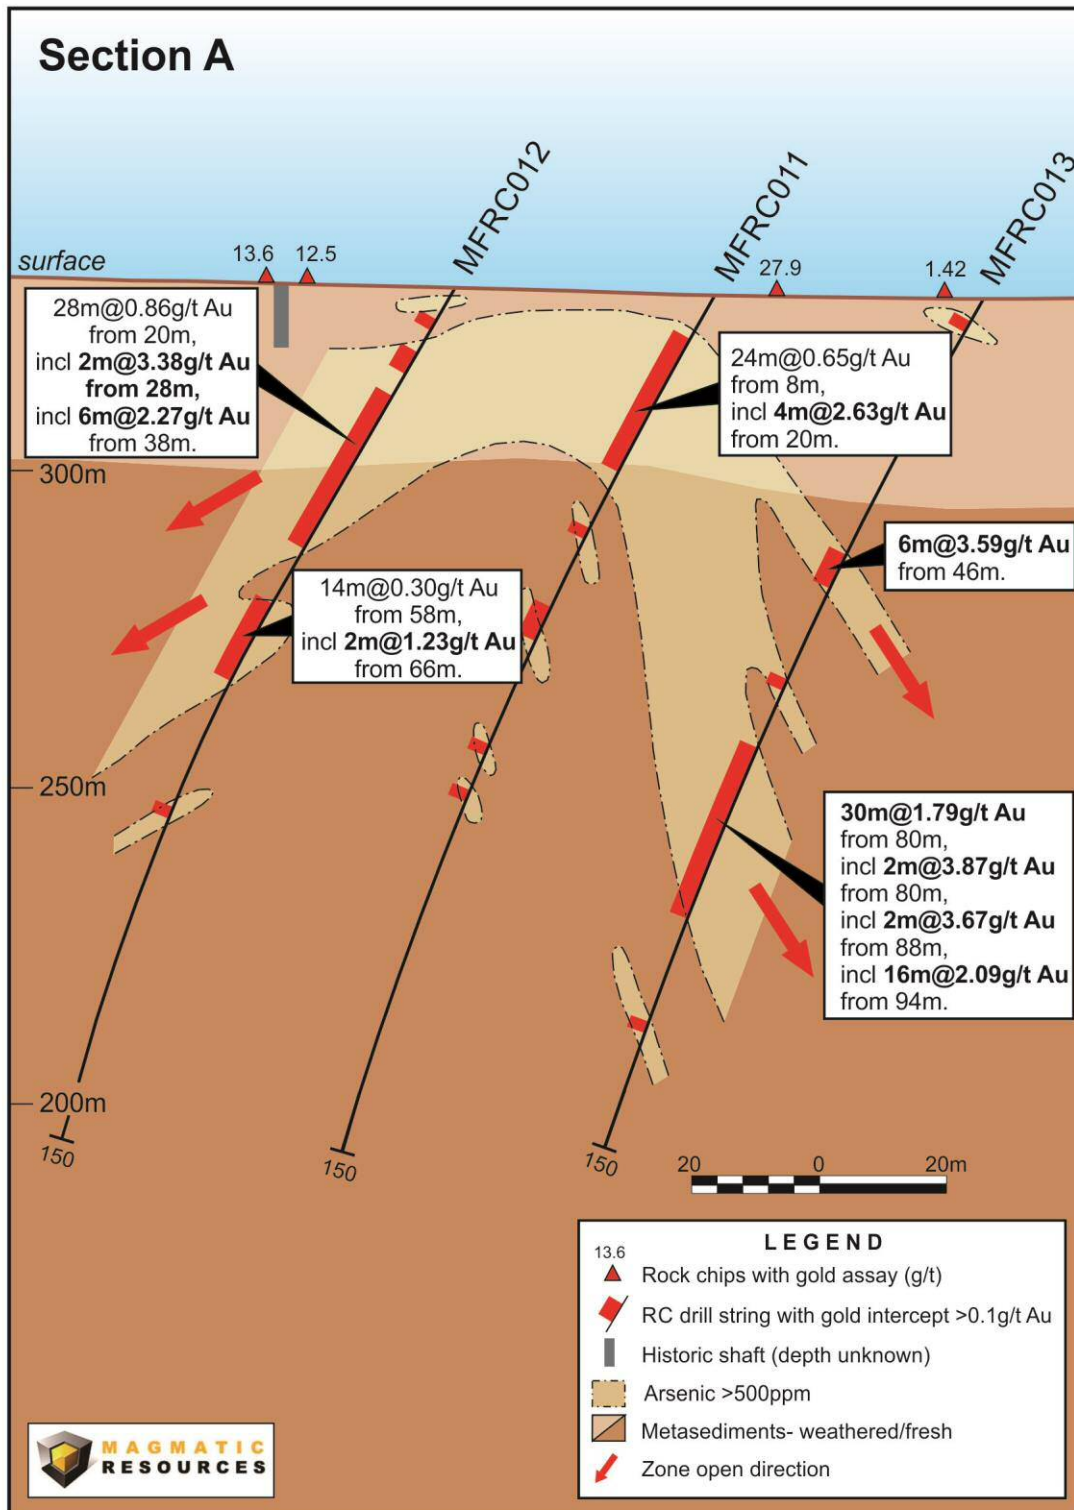 Section A
MFRC012
MFRC011
MFRC013
surface
13.6
12.5
27.9
1.42
28m@0.86g/t Au
from 20m,
incl 2m@3.38g/t Au
from 28m,
incl 6m@2.27g/t Au
from 38m.
24m@0.65g/t Au
from 8m,
incl 4m@2.63g/t Au
from 20m.
300m
6m@3.59g/t Au
from 46m.
14m@0.30g/t Au
from 58m,
incl 2m@1.23g/t Au
from 66m.
250m
30m@1.79g/t Au
from 80m,
incl 2m@3.87g/t Au
from 80m,
incl 2m@3.67g/t Au
from 88m,
incl 16m@2.09g/t Au
from 94m.
200m
150
150
150
20 0 20m
LEGEND
13.6
Rock chips with gold assay (g/t)
RC drill string with gold intercept >0.1g/t Au
Historic shaft (depth unknown)
Arsenic >500ppm
Metasediments- weathered/fresh
Zone open direction
MAGMATIC
RESOURCES